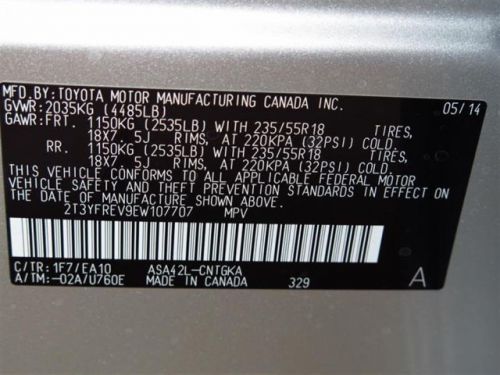 MFD.BY:TOYOTA MOTOR MANUFACTURING CANADA INC. 05/14
GVWR:2035KG (4485LB)
GAWR:FRT. 1150KG (2535LB) WITH 235/55R18 TIRES,
18X7. 5J RIMS, AT 220KPA (32PSI) COLD
RR. 1150KG (2535LB) WITH 235/55R18 TIRES,
18X7. 5J RIMS, AT 220KPA (32PSI) COLD
THIS VEHICLE CONFORMS TO ALL APPLICABLE FEDERAL MOTOR
VEHICLE SAFETY AND THEFT PREVENTION STANDARDS IN EFFECT
ON THE DATE OF MANUFACTURE SHOWN ABOVE.
2T3YFREV9EW107707 MPV
C/TR:1F7/EA10 ASA42L-CNTGKA A
A/TM:-02A/U760E MADE IN CANADA 329